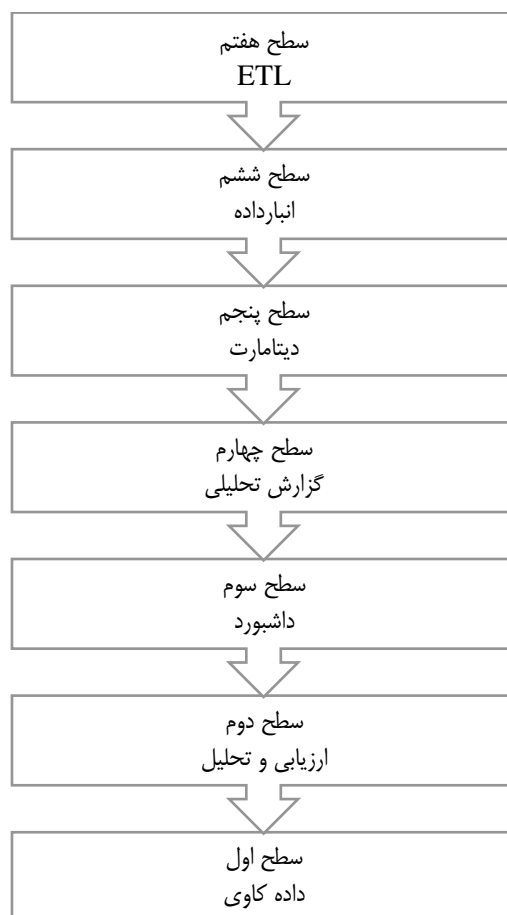 سطح هفتم
ETL
سطح ششم
انبارداده
سطح پنجم
دیتامارت
سطح چهارم
گزارش تحلیلی
سطح سوم
داشبورد
سطح دوم
ارزیابی و تحلیل
سطح اول
داده کاوی